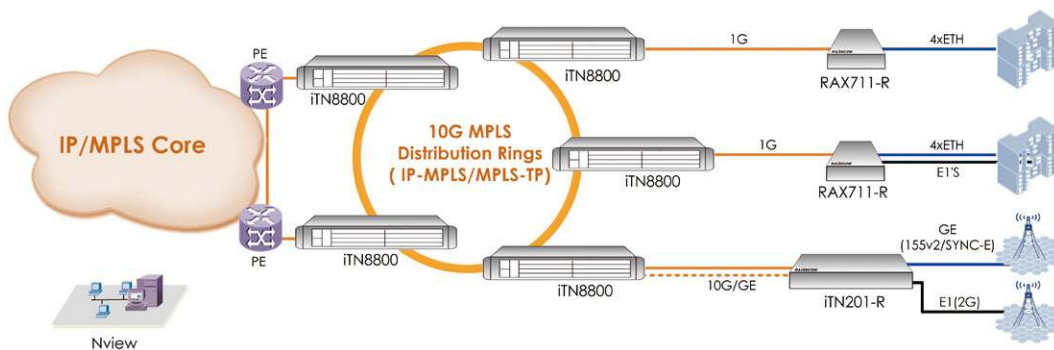 PE
iTN8800
iTN8800
1G
RAX711-R
4xETH
IP/MPLS Core
10G MPLS
Distribution Rings
( IP-MPLS/MPLS-TP)
iTN8800
1G
RAX711-R
4xETH
E1'S
PE
iTN8800
iTN8800
10G/GE
iTN201-R
GE
(155v2/SYNC-E)
E1(2G)
Nview